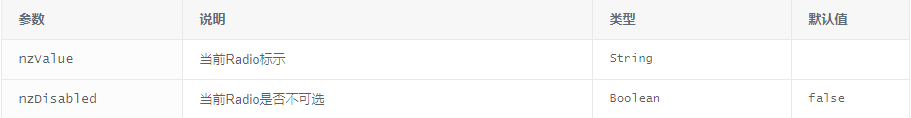 参数 说明 类型 默认值
nzValue 当前Radio标示 String
nzDisabled 当前Radio是否不可选 Boolean false